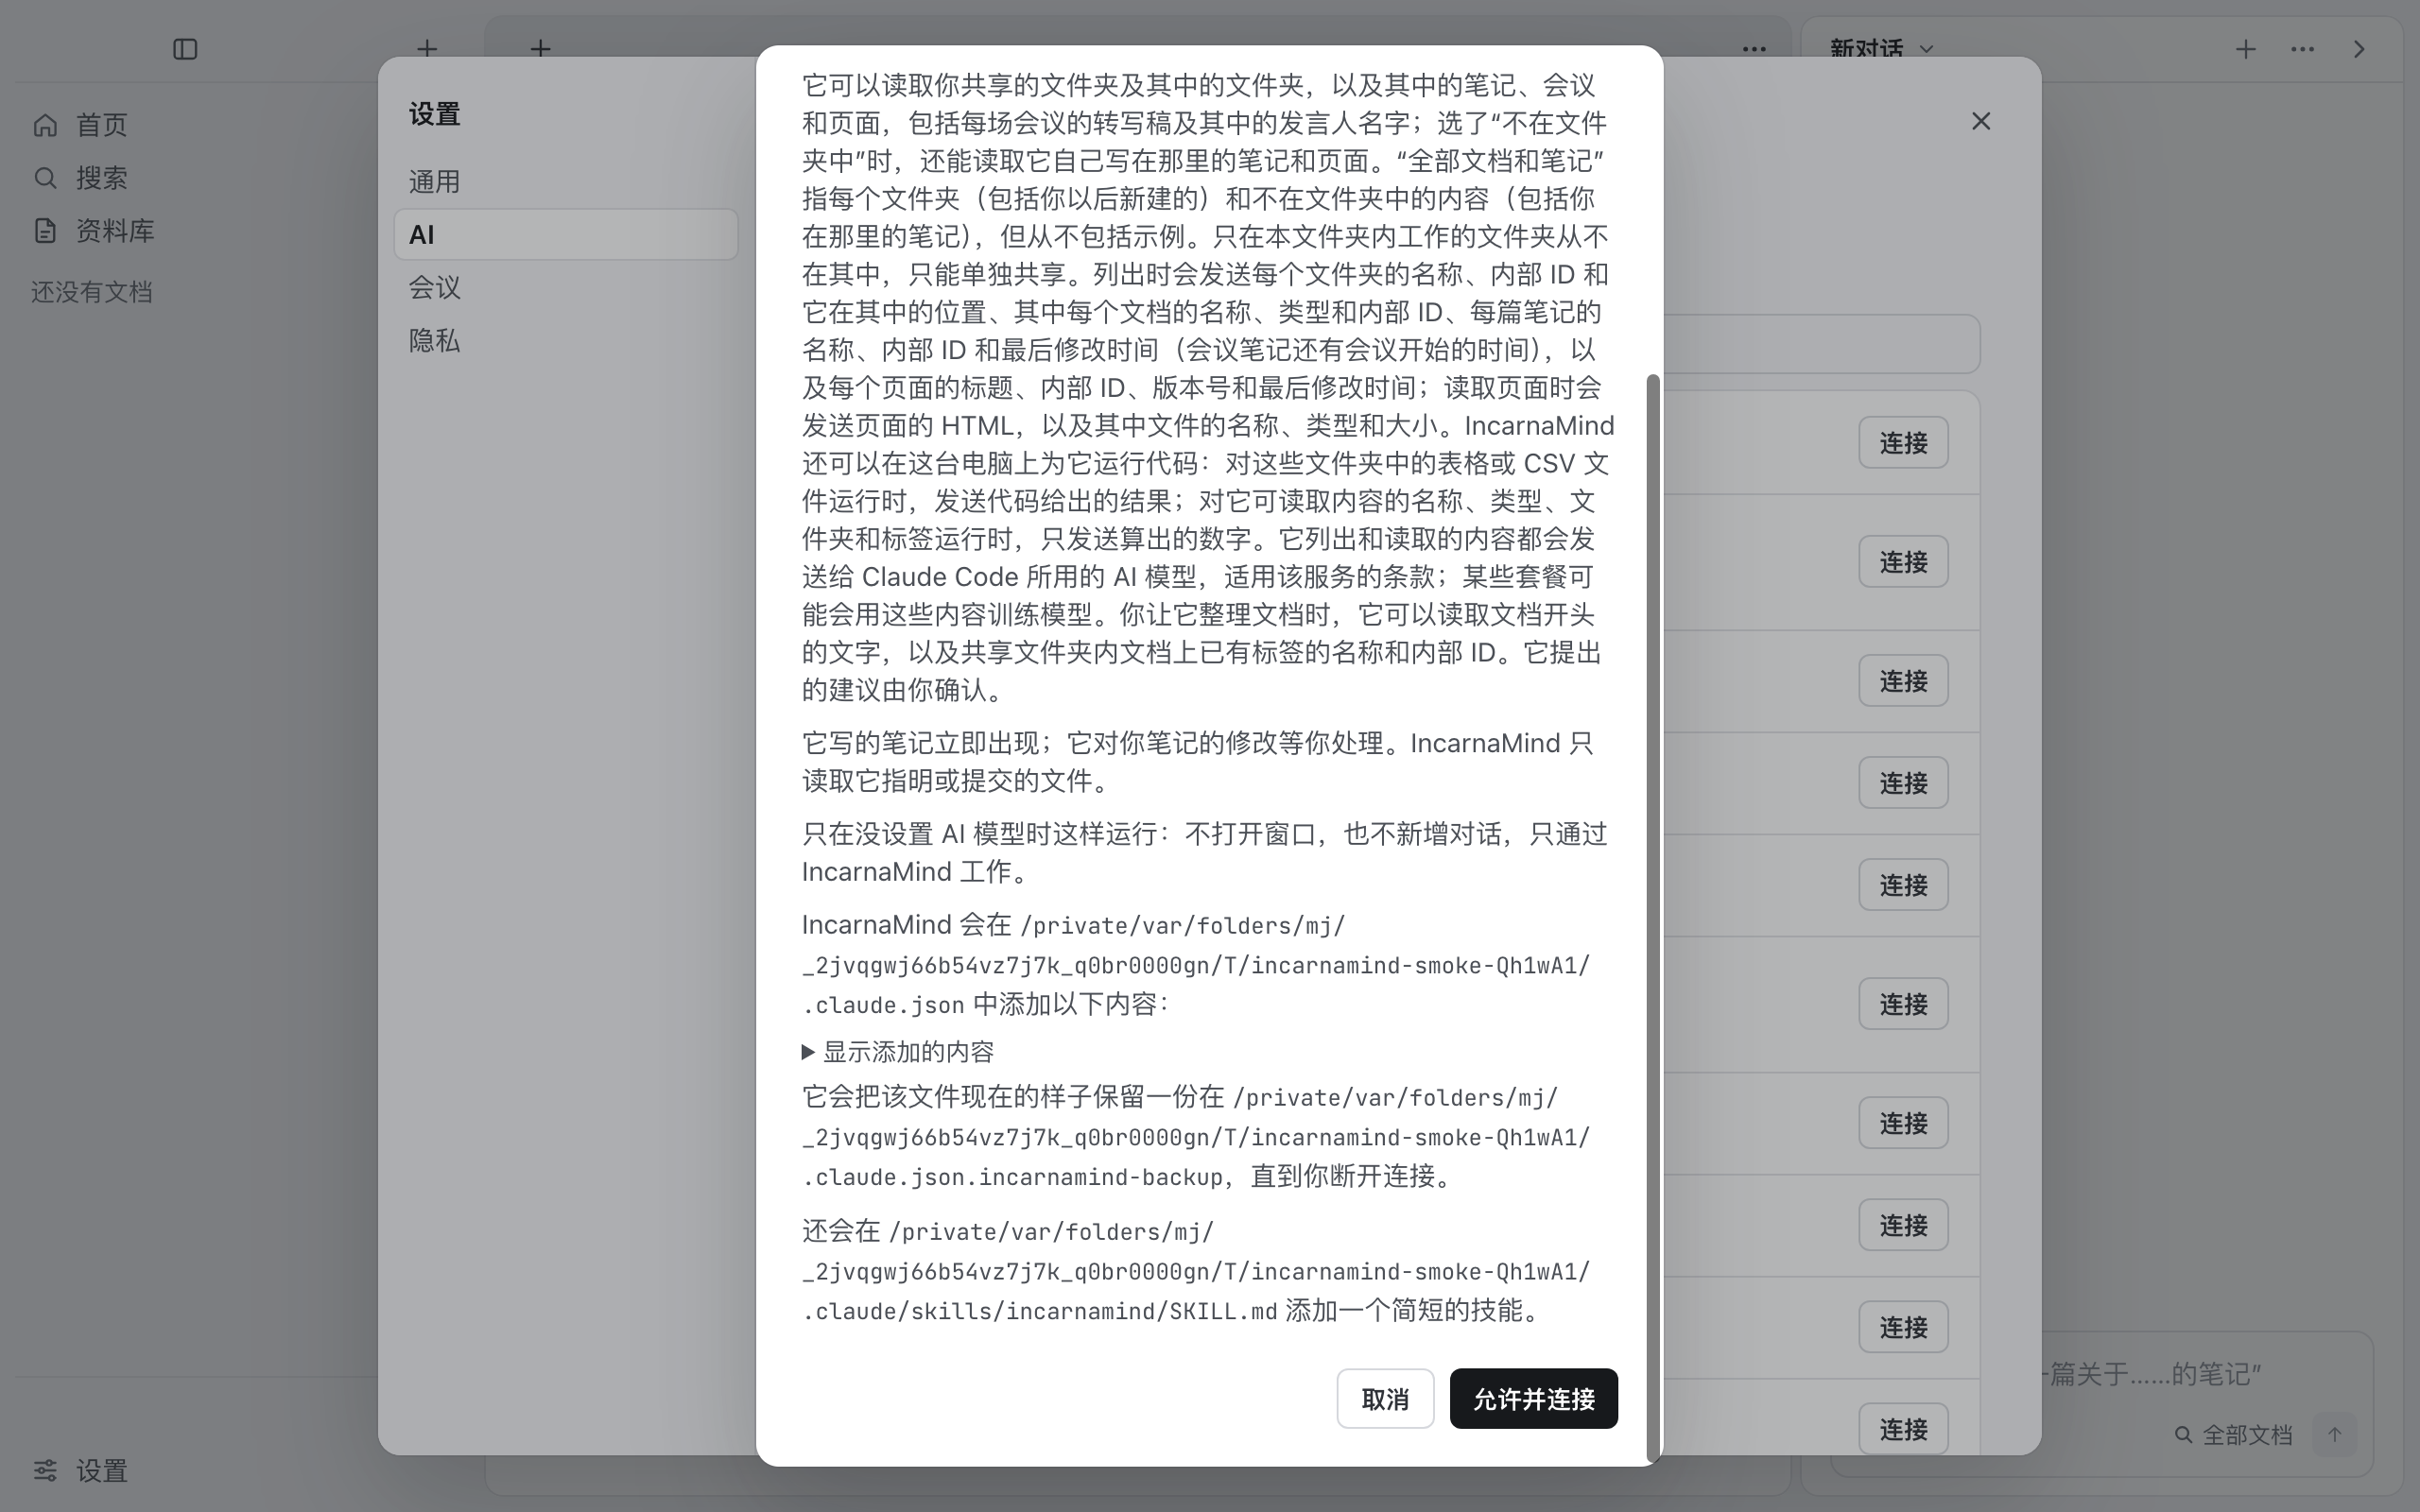 新对话
首页
搜索
资料库
还没有文档
设置
设置
通用
AI
会议
隐私
它可以读取你共享的文件夹及其中的文件夹，以及其中的笔记、会议
和页面，包括每场会议的转写稿及其中的发言人名字；选了“不在文件
夹中”时，还能读取它自己写在那里的笔记和页面。“全部文档和笔记”
指每个文件夹（包括你以后新建的）和不在文件夹中的内容（包括你
在那里的笔记），但从不包括示例。只在本文件夹内工作的文件夹从不
在其中，只能单独共享。列出时会发送每个文件夹的名称、内部 ID 和
它在其中的位置、其中每个文档的名称、类型和内部 ID、每篇笔记的
名称、内部 ID 和最后修改时间（会议笔记还有会议开始的时间），以
及每个页面的标题、内部 ID、版本号和最后修改时间；读取页面时会
发送页面的 HTML，以及其中文件的名称、类型和大小。IncarnaMind
还可以在这台电脑上为它运行代码：对这些文件夹中的表格或 CSV 文
件运行时，发送代码给出的结果；对它可读取内容的名称、类型、文
件夹和标签运行时，只发送算出的数字。它列出和读取的内容都会发
送给 Claude Code 所用的 AI 模型，适用该服务的条款；某些套餐可
能会用这些内容训练模型。你让它整理文档时，它可以读取文档开头
的文字，以及共享文件夹内文档上已有标签的名称和内部 ID。它提出
的建议由你确认。
它写的笔记立即出现；它对你笔记的修改等你处理。IncarnaMind 只
读取它指明或提交的文件。
只在没设置 AI 模型时这样运行：不打开窗口，也不新增对话，只通过
IncarnaMind 工作。
IncarnaMind 会在 /private/var/folders/mj/
_2jvqgwj66b54vz7j7k_q0br0000gn/T/incarnamind-smoke-Qh1wA1/
.claude.json 中添加以下内容：
显示添加的内容
它会把该文件现在的样子保留一份在 /private/var/folders/mj/
_2jvqgwj66b54vz7j7k_q0br0000gn/T/incarnamind-smoke-Qh1wA1/
.claude.json.incarnamind-backup，直到你断开连接。
还会在 /private/var/folders/mj/
_2jvqgwj66b54vz7j7k_q0br0000gn/T/incarnamind-smoke-Qh1wA1/
.claude/skills/incarnamind/SKILL.md 添加一个简短的技能。
取消
允许并连接
连接
连接
连接
连接
连接
连接
连接
连接
连接
连接
一篇关于……的笔记”
全部文档